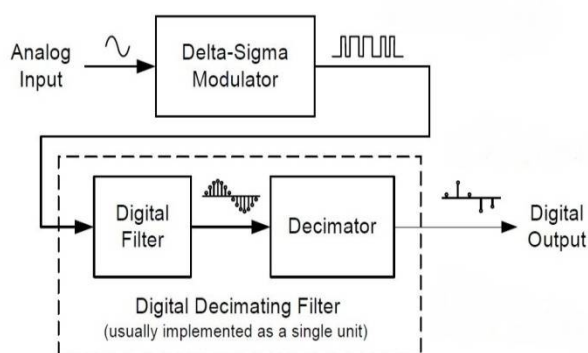 Analog
Input
Delta-Sigma
Modulator
Digital
Filter
Decimator
Digital
Output
Digital Decimating Filter
(usually implemented as a single unit)